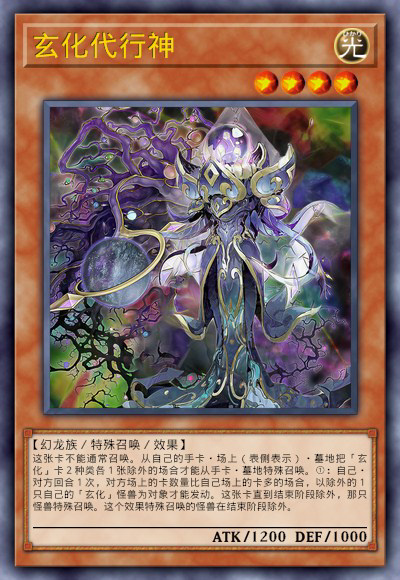 玄化代行神
光
ひかり
【幻龙族／特殊召唤／效果】
这张卡不能通常召唤。从自己的手卡·场上（表侧表示）·墓地把「玄
化」卡２种类各１张除外的场合才能从手卡·墓地特殊召唤。①：自己·
对方回合１次，对方场上的卡数量比自己场上的卡多的场合，以除外的１
只自己的「玄化」怪兽为对象才能发动。这张卡直到结束阶段除外，那只
怪兽特殊召唤。这个效果特殊召唤的怪兽在结束阶段除外。
ATK/1200 DEF/1000